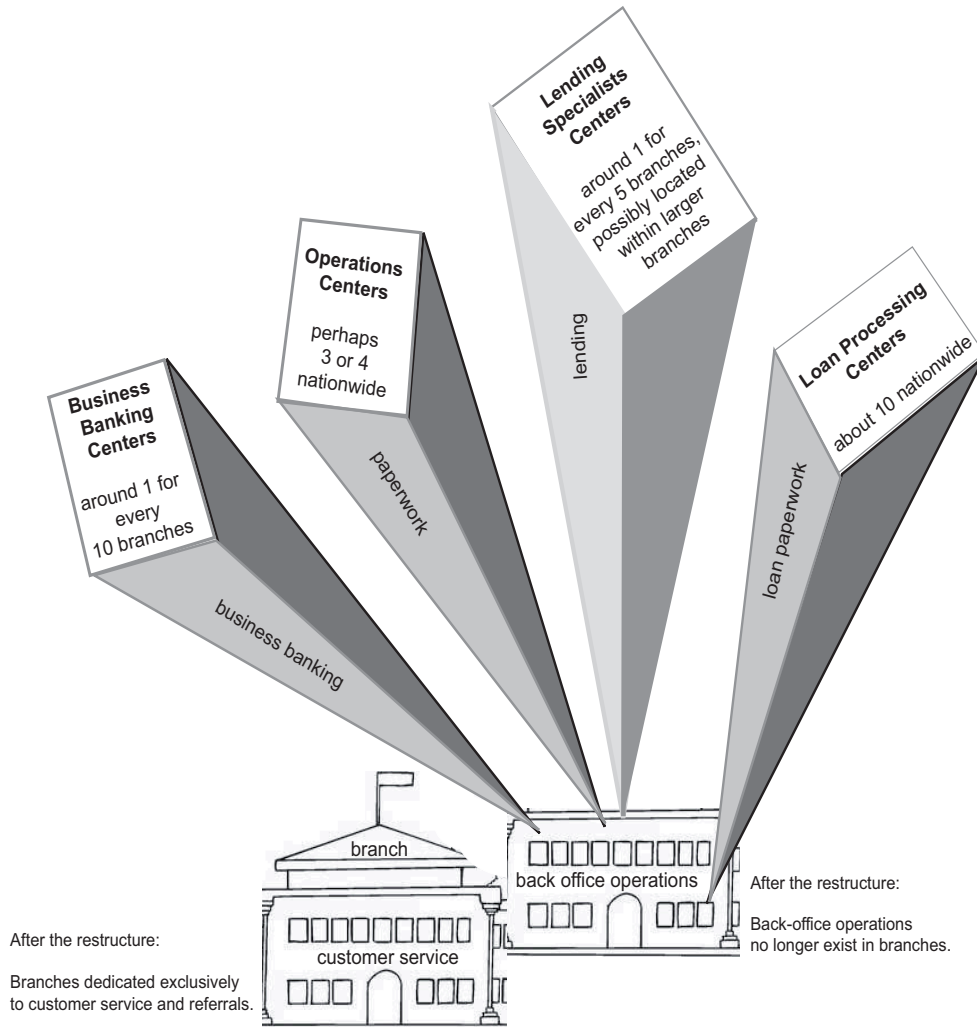 Lending
Specialists
Centers
around 1 for
every 5 branches,
possibly located
within larger
branches
Operations
Centers
perhaps
3 or 4
nationwide
Loan Processing
Centers
about 10 nationwide
Business
Banking
Centers
around 1 for
every
10 branches
lending
paperwork
loan paperwork
business banking
branch
customer service
back office operations
After the restructure:
Branches dedicated exclusively
to customer service and referrals.
After the restructure:
Back-office operations
no longer exist in branches.